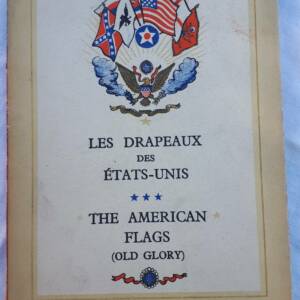 LES DRAPEAUX
DES
ÉTATS-UNIS
THE AMERICAN
FLAGS
(OLD GLORY)